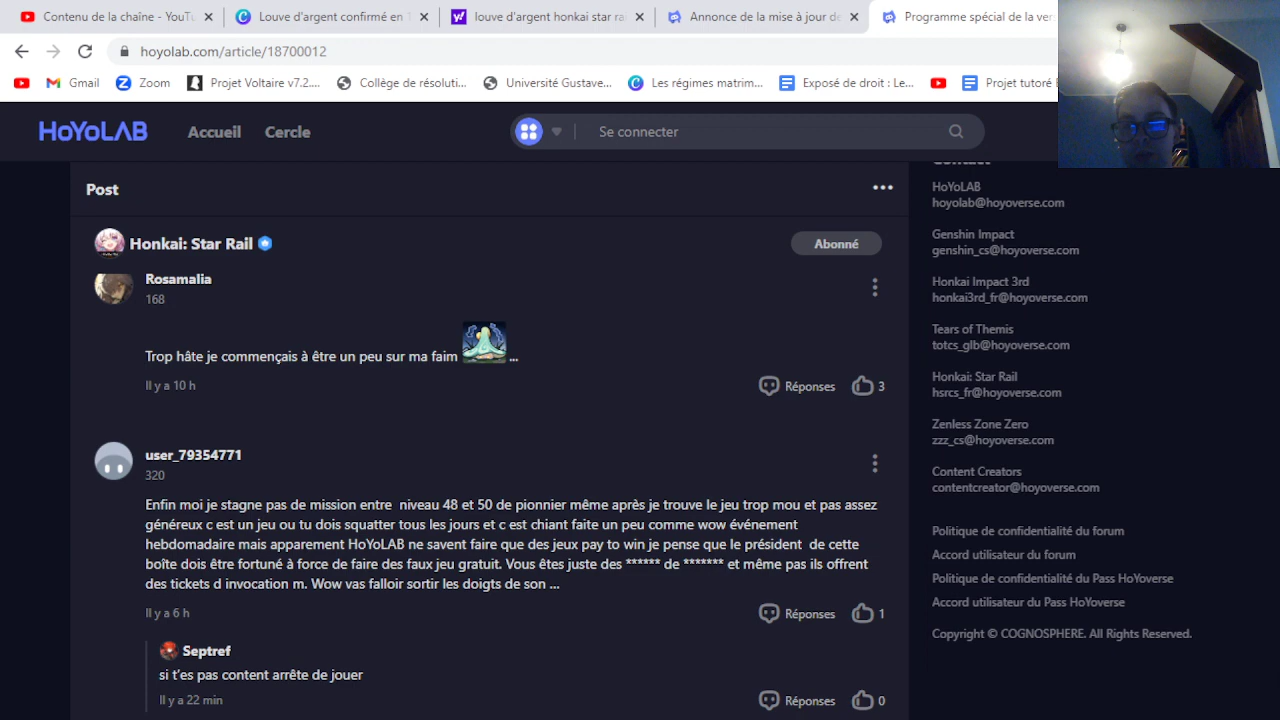 Contenu de la chaîne - YouTu
Louve d'argent confirmé en 1
louve d'argent honkai star ra
Annonce de la mise à jour de
Programme spécial de la ver
hoyolab.com/article/18700012
Gmail
Zoom
Projet Voltaire v7.2....
Collège de résoluti...
Université Gustave...
Les régimes matrim...
Exposé de droit : Le...
Projet tutoré E
HoYoLAB
Accueil
Cercle
Se connecter
Post
Honkai: Star Rail
Abonné
Rosamalia
168
Trop hâte je commençais à être un peu sur ma faim ...
Il y a 10 h
Réponses
3
user_79354771
320
Enfin moi je stagne pas de mission entre niveau 48 et 50 de pionnier même après je trouve le jeu trop mou et pas assez
généreux c est un jeu ou tu dois squatter tous les jours et c est chiant faite un peu comme wow événement
hebdomadaire mais apparement HoYoLAB ne savent faire que des jeux pay to win je pense que le président de cette
boîte dois être fortuné à force de faire des faux jeu gratuit. Vous êtes juste des ****** de ******* et même pas ils offrent
des tickets d invocation m. Wow vas falloir sortir les doigts de son ...
Il y a 6 h
Réponses
1
Septref
si t'es pas content arrête de jouer
Il y a 22 min
Réponses
0
Contact
HoYoLAB
hoyolab@hoyoverse.com
Genshin Impact
genshin_cs@hoyoverse.com
Honkai Impact 3rd
honkai3rd_fr@hoyoverse.com
Tears of Themis
totcs_glb@hoyoverse.com
Honkai: Star Rail
hsrcs_fr@hoyoverse.com
Zenless Zone Zero
zzz_cs@hoyoverse.com
Content Creators
contentcreator@hoyoverse.com
Politique de confidentialité du forum
Accord utilisateur du forum
Politique de confidentialité du Pass HoYoverse
Accord utilisateur du Pass HoYoverse
Copyright © COGNOSPHERE. All Rights Reserved.